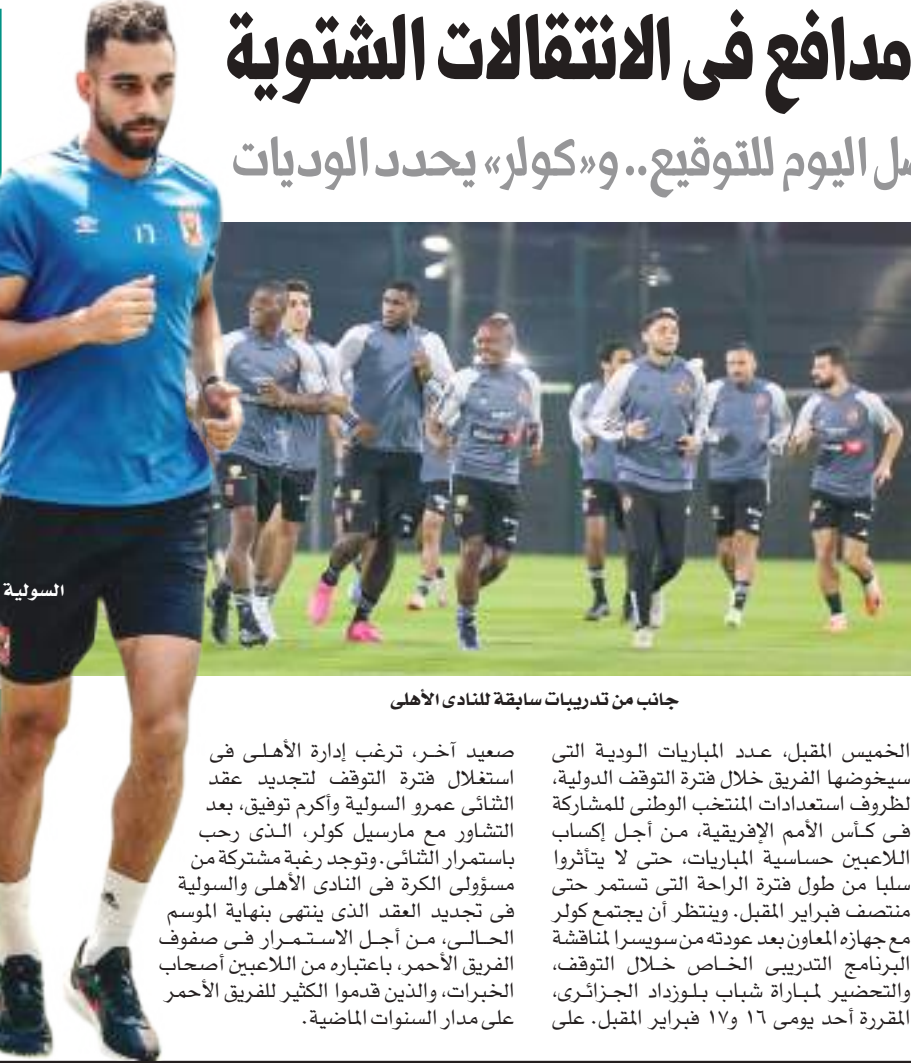 مدافع فى الانتقالات الشتوية
اليوم للتوقيع.. و«كولر» يحدد الوديات
١٦
السولية
جانب من تدريبات سابقة للنادى الأهلى
الخميس المقبل، عدد المباريات الودية التى
سيخوضها الفريق خلال فترة التوقف الدولية،
لظروف استعدادات المنتخب الوطنى للمشاركة
فى كأس الأمم الإفريقية، من أجل إكساب
اللاعبين حساسية المباريات، حتى لا يتأثروا
سلبا من طول فترة الراحة التى تستمر حتى
منتصف فبراير المقبل. وينتظر أن يجتمع كولر
مع جهازه المعاون بعد عودته من سويسرا لمناقشة
البرنامج التدريبى الخاص خلال التوقف،
والتحضير لمباراة شباب بلوزداد الجزائرى،
المقررة أحد يومى ١٦ و١٧ فبراير المقبل. على
صعيد آخر، ترغب إدارة الأهلى فى
استغلال فترة التوقف لتجديد عقد
الثنائى عمرو السولية وأكرم توفيق، بعد
التشاور مع مارسيل كولر، الذى رحب
باستمرار الثنائى. وتوجد رغبة مشتركة من
مسؤولى الكرة فى النادى الأهلى والسولية
فى تجديد العقد الذى ينتهى بنهاية الموسم
الحالى، من أجل الاستمرار فى صفوف
الفريق الأحمر، باعتباره من اللاعبين أصحاب
الخبرات، والذين قدموا الكثير للفريق الأحمر
على مدار السنوات الماضية.